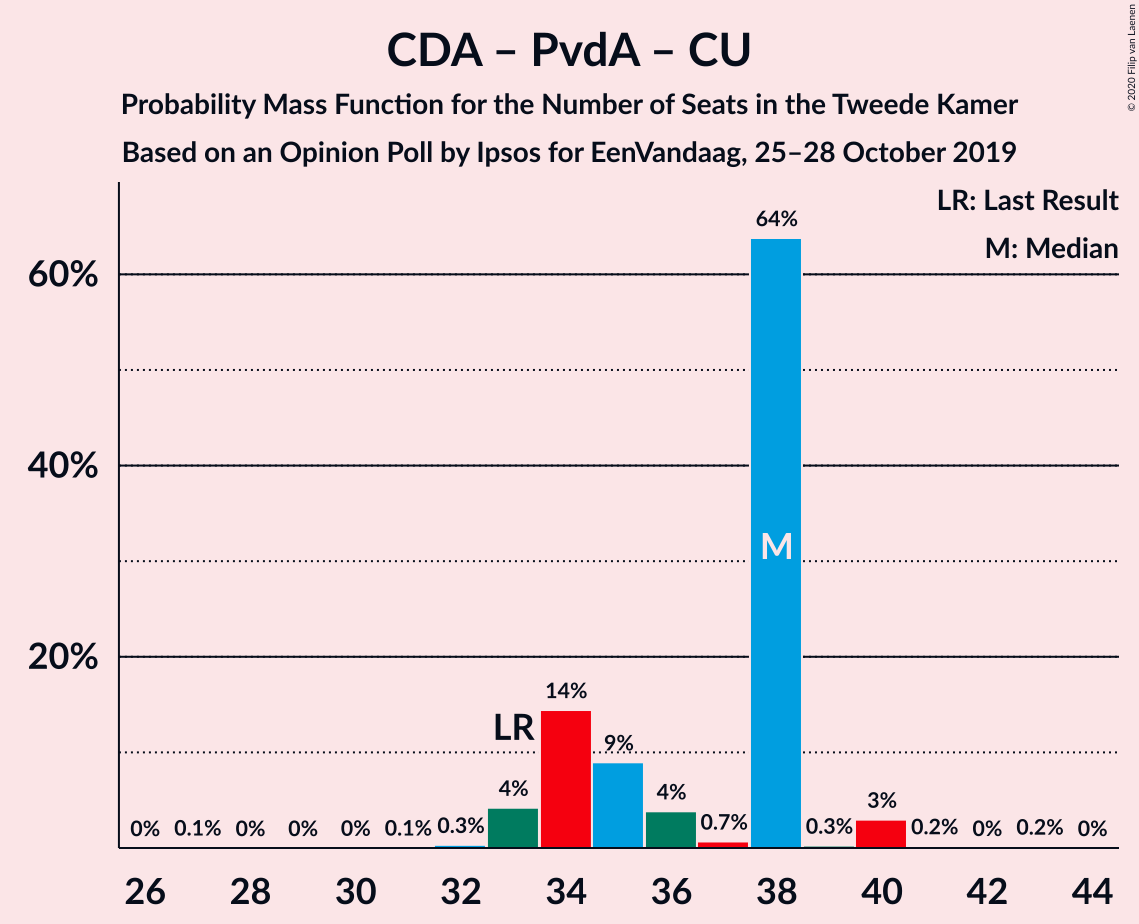 CDA – PvdA – CU
Probability Mass Function for the Number of Seats in the Tweede Kamer
Based on an Opinion Poll by Ipsos for EenVandaag, 25–28 October 2019
© 2020 Filip van Laenen
LR: Last Result
M: Median
60%
40%
20%
0% 0.1% 0% 0% 0% 0.1% 0.3% 4% 14% 9% 4% 0.7% 64% 0.3% 3% 0.2% 0% 0.2% 0%
LR
M
26 28 30 32 34 36 38 40 42 44